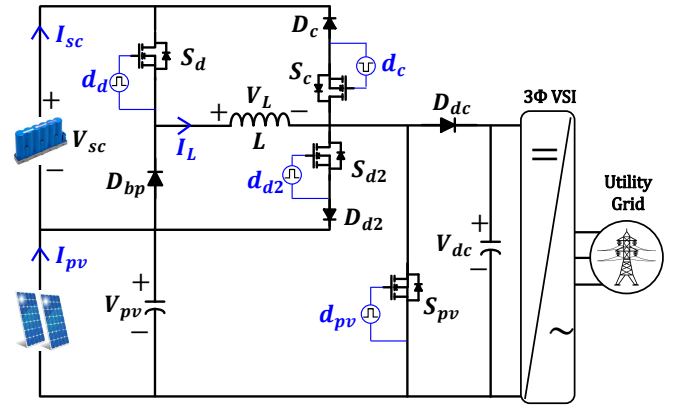 I_sc
S_d
d_d
D_c
S_c
d_c
+
V_sc
−
+ V_L −
L
I_L
D_dc
3Φ VSI
=
D_bp
d_d2
S_d2
D_d2
Utility
Grid
I_pv
+
V_pv
−
d_pv
S_pv
+
V_dc
−
~